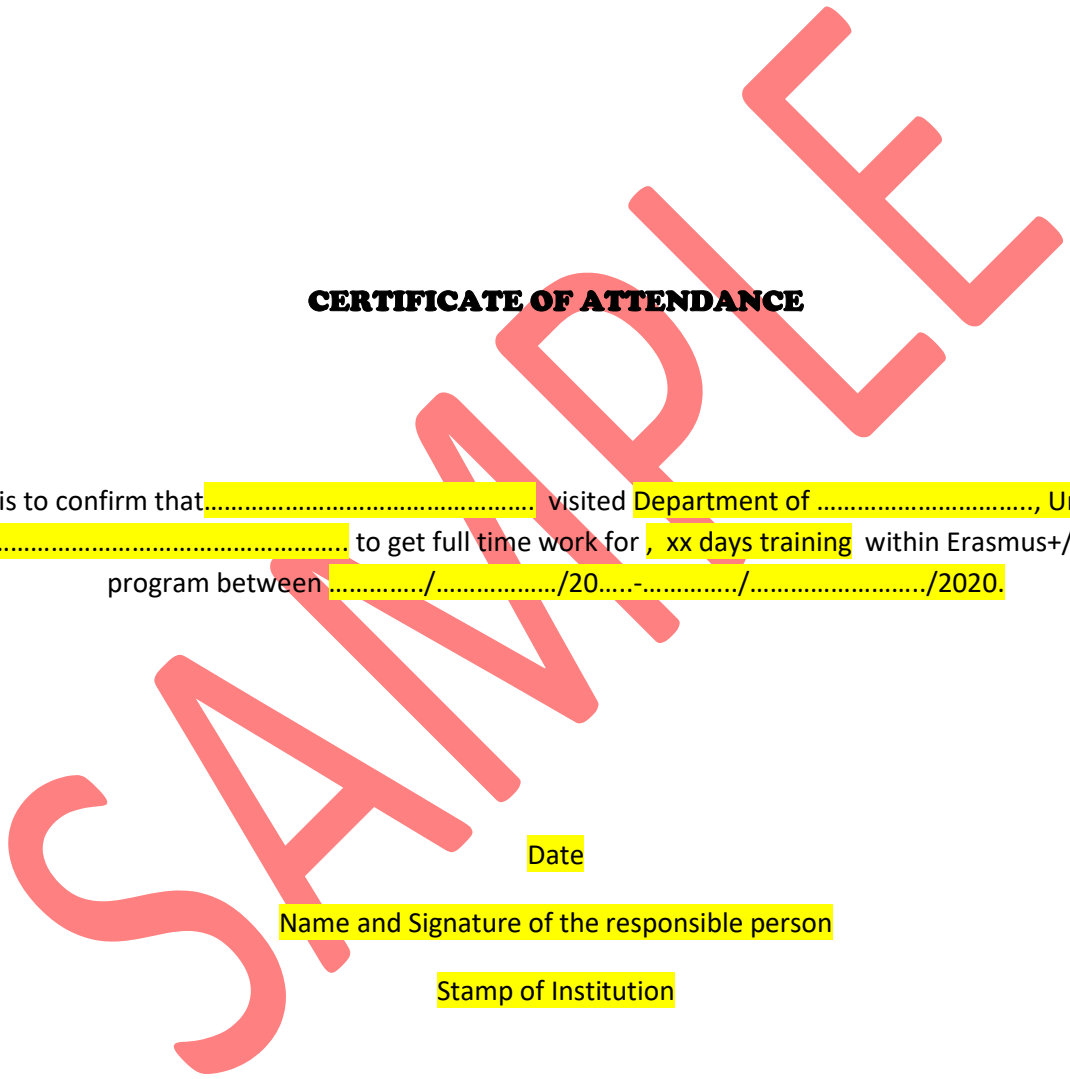 SAMPLE
CERTIFICATE OF ATTENDANCE
is to confirm that…………………………………………. visited Department of ………………………….., Un
…………………………………………….. to get full time work for , xx days training within Erasmus+/
program between …………../………………/20…..-…………../……………………../2020.
Date
Name and Signature of the responsible person
Stamp of Institution